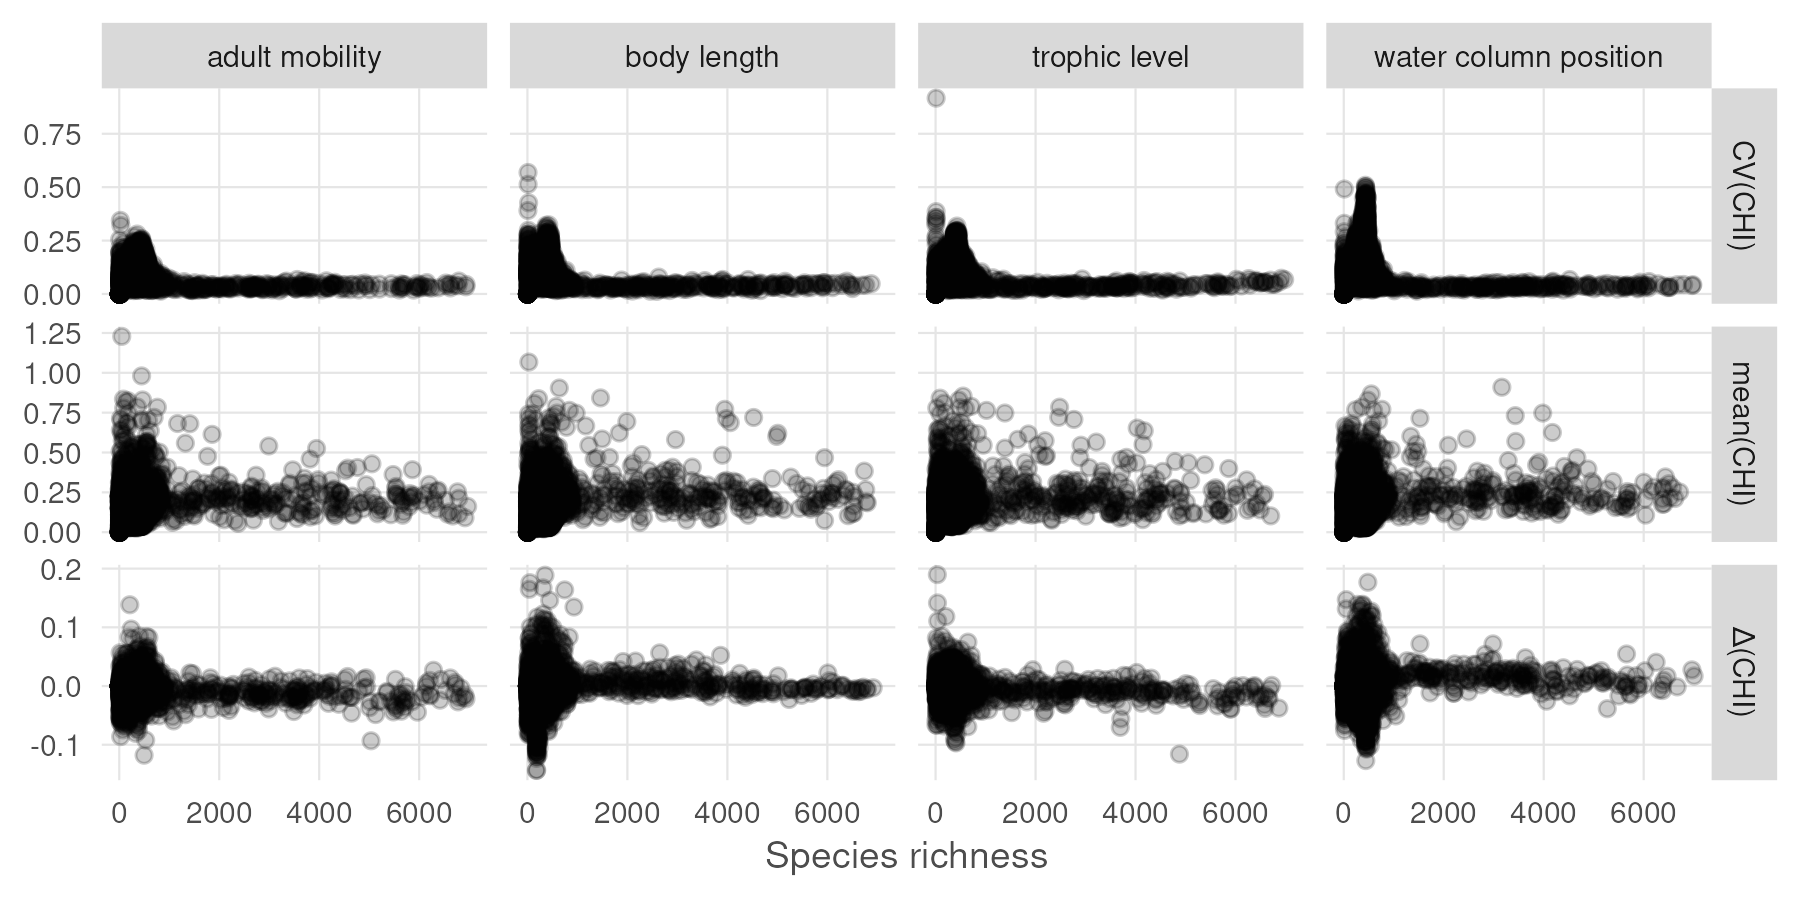 adult mobility
body length
trophic level
water column position
0.75
0.50
0.25
0.00
CV(CHI)
1.25
1.00
0.75
0.50
0.25
0.00
mean(CHI)
0.2
0.1
0.0
-0.1
Δ(CHI)
0 2000 4000 6000
0 2000 4000 6000
0 2000 4000 6000
0 2000 4000 6000
Species richness